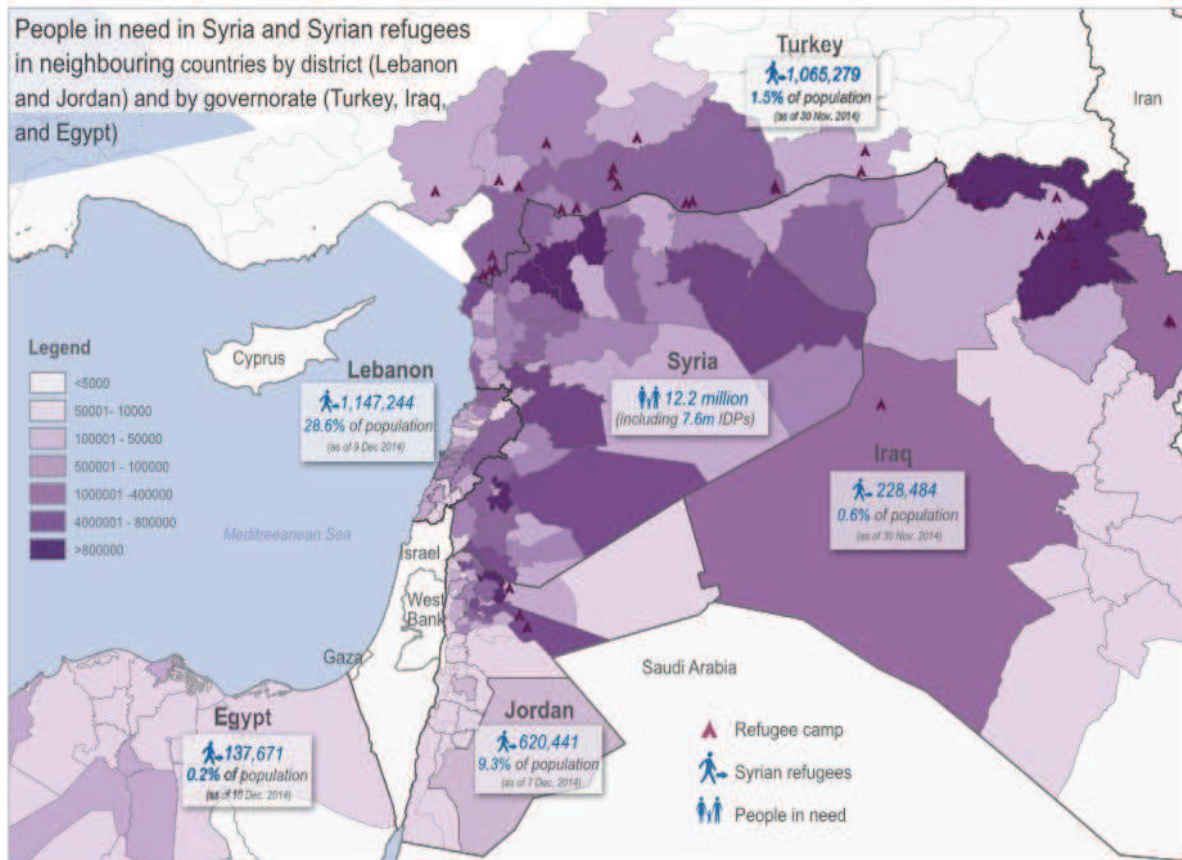 People in need in Syria and Syrian refugees
in neighbouring countries by district (Lebanon
and Jordan) and by governorate (Turkey, Iraq,
and Egypt)
Turkey
1,065,279
1.5% of population
(as of 30 Nov. 2014)
Iran
Legend
<5000
50001- 10000
100001 - 50000
500001 - 100000
1000001 -400000
4000001 - 800000
>800000
Cyprus
Lebanon
1,147,244
28.6% of population
(as of 9 Dec 2014)
Syria
12.2 million
(including 7.6m IDPs)
Iraq
228,484
0.6% of population
(as of 30 Nov. 2014)
Mediteeanean Sea
Israel
West
Bank
Gaza
Saudi Arabia
Egypt
137,671
0.2% of population
(as of 10 Dec. 2014)
Jordan
620,441
9.3% of population
(as of 7 Dec. 2014)
Refugee camp
Syrian refugees
People in need